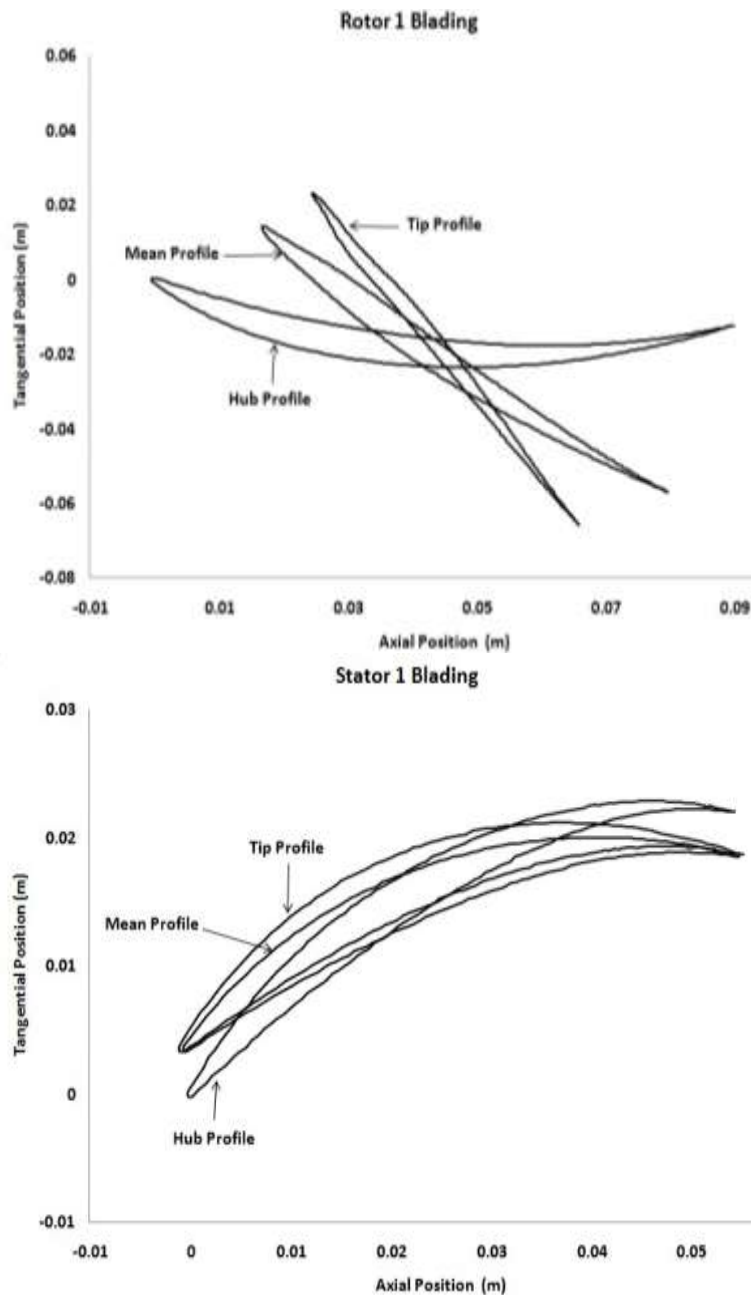 Rotor 1 Blading
0.06
0.04
0.02
0
-0.02
-0.04
-0.06
-0.08
Tangential Position (m)
Tip Profile
Mean Profile
Hub Profile
-0.01 0.01 0.03 0.05 0.07 0.09
Axial Position (m)
Stator 1 Blading
0.03
0.02
0.01
0
-0.01
Tangential Position (m)
Tip Profile
Mean Profile
Hub Profile
-0.01 0 0.01 0.02 0.03 0.04 0.05
Axial Position (m)